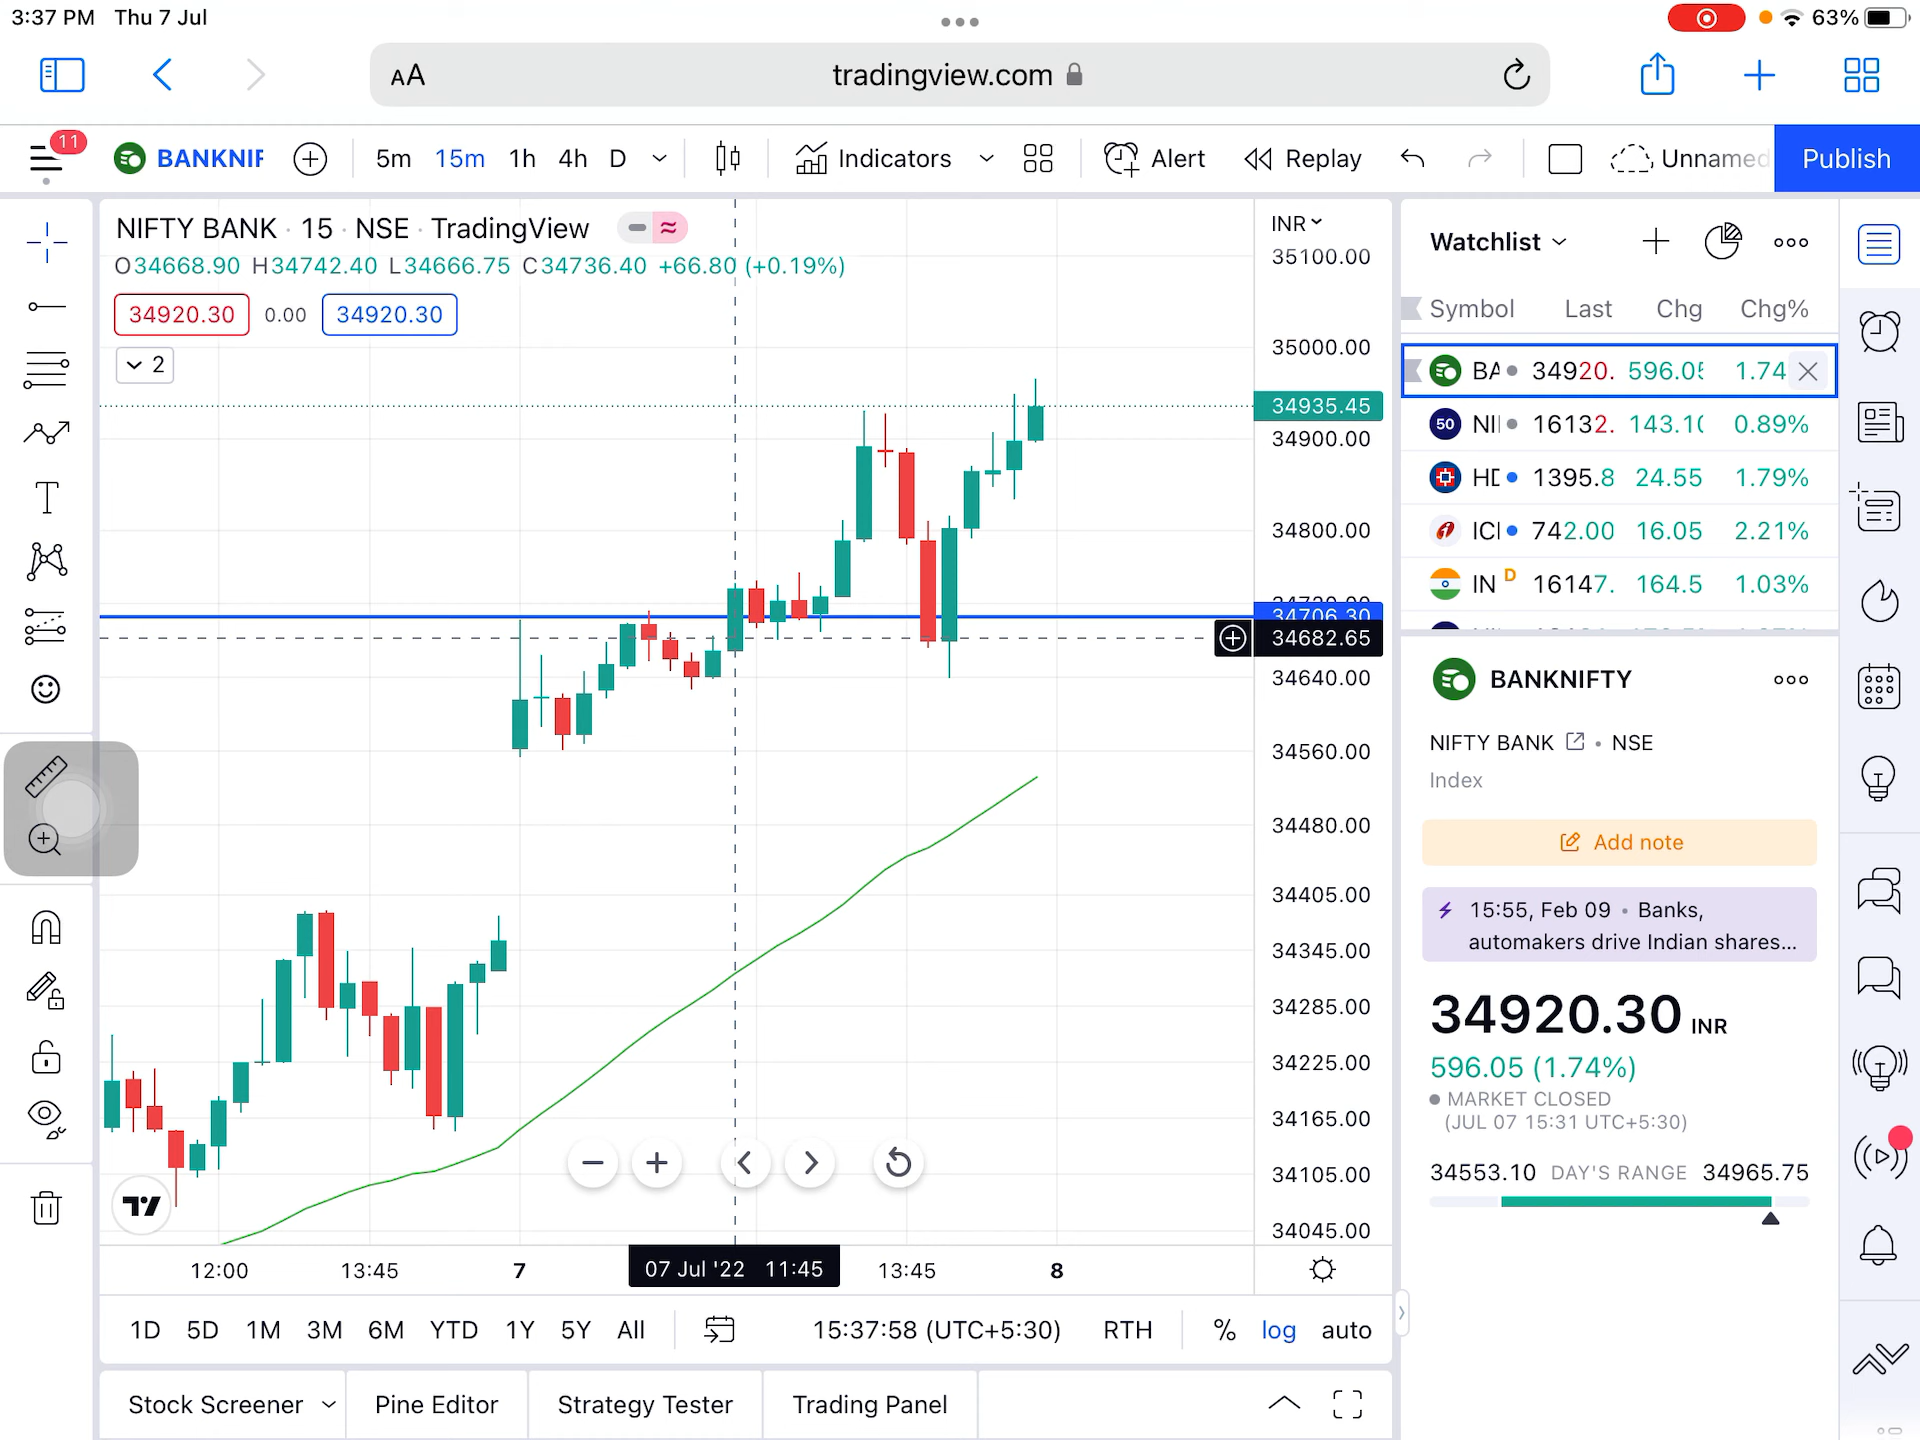 3:37 PM Thu 7 Jul
63%
AA tradingview.com
11 BANKNIF 5m 15m 1h 4h D Indicators Alert Replay Unnamed Publish
NIFTY BANK · 15 · NSE · TradingView
O34668.90 H34742.40 L34666.75 C34736.40 +66.80 (+0.19%)
34920.30 0.00 34920.30
2
INR
35100.00
35000.00
34935.45
34900.00
34800.00
34706.30
34682.65
34640.00
34560.00
34480.00
34405.00
34345.00
34285.00
34225.00
34165.00
34105.00
34045.00
12:00 13:45 7 07 Jul '22 11:45 13:45 8
1D 5D 1M 3M 6M YTD 1Y 5Y All 15:37:58 (UTC+5:30) RTH % log auto
Stock Screener Pine Editor Strategy Tester Trading Panel
Watchlist
Symbol Last Chg Chg%
BA 34920. 596.05 1.74
50 NI 16132. 143.10 0.89%
HD 1395.8 24.55 1.79%
ICI 742.00 16.05 2.21%
IN D 16147. 164.5 1.03%
BANKNIFTY
NIFTY BANK • NSE
Index
Add note
15:55, Feb 09 • Banks,
automakers drive Indian shares...
34920.30 INR
596.05 (1.74%)
MARKET CLOSED
(JUL 07 15:31 UTC+5:30)
34553.10 DAY'S RANGE 34965.75